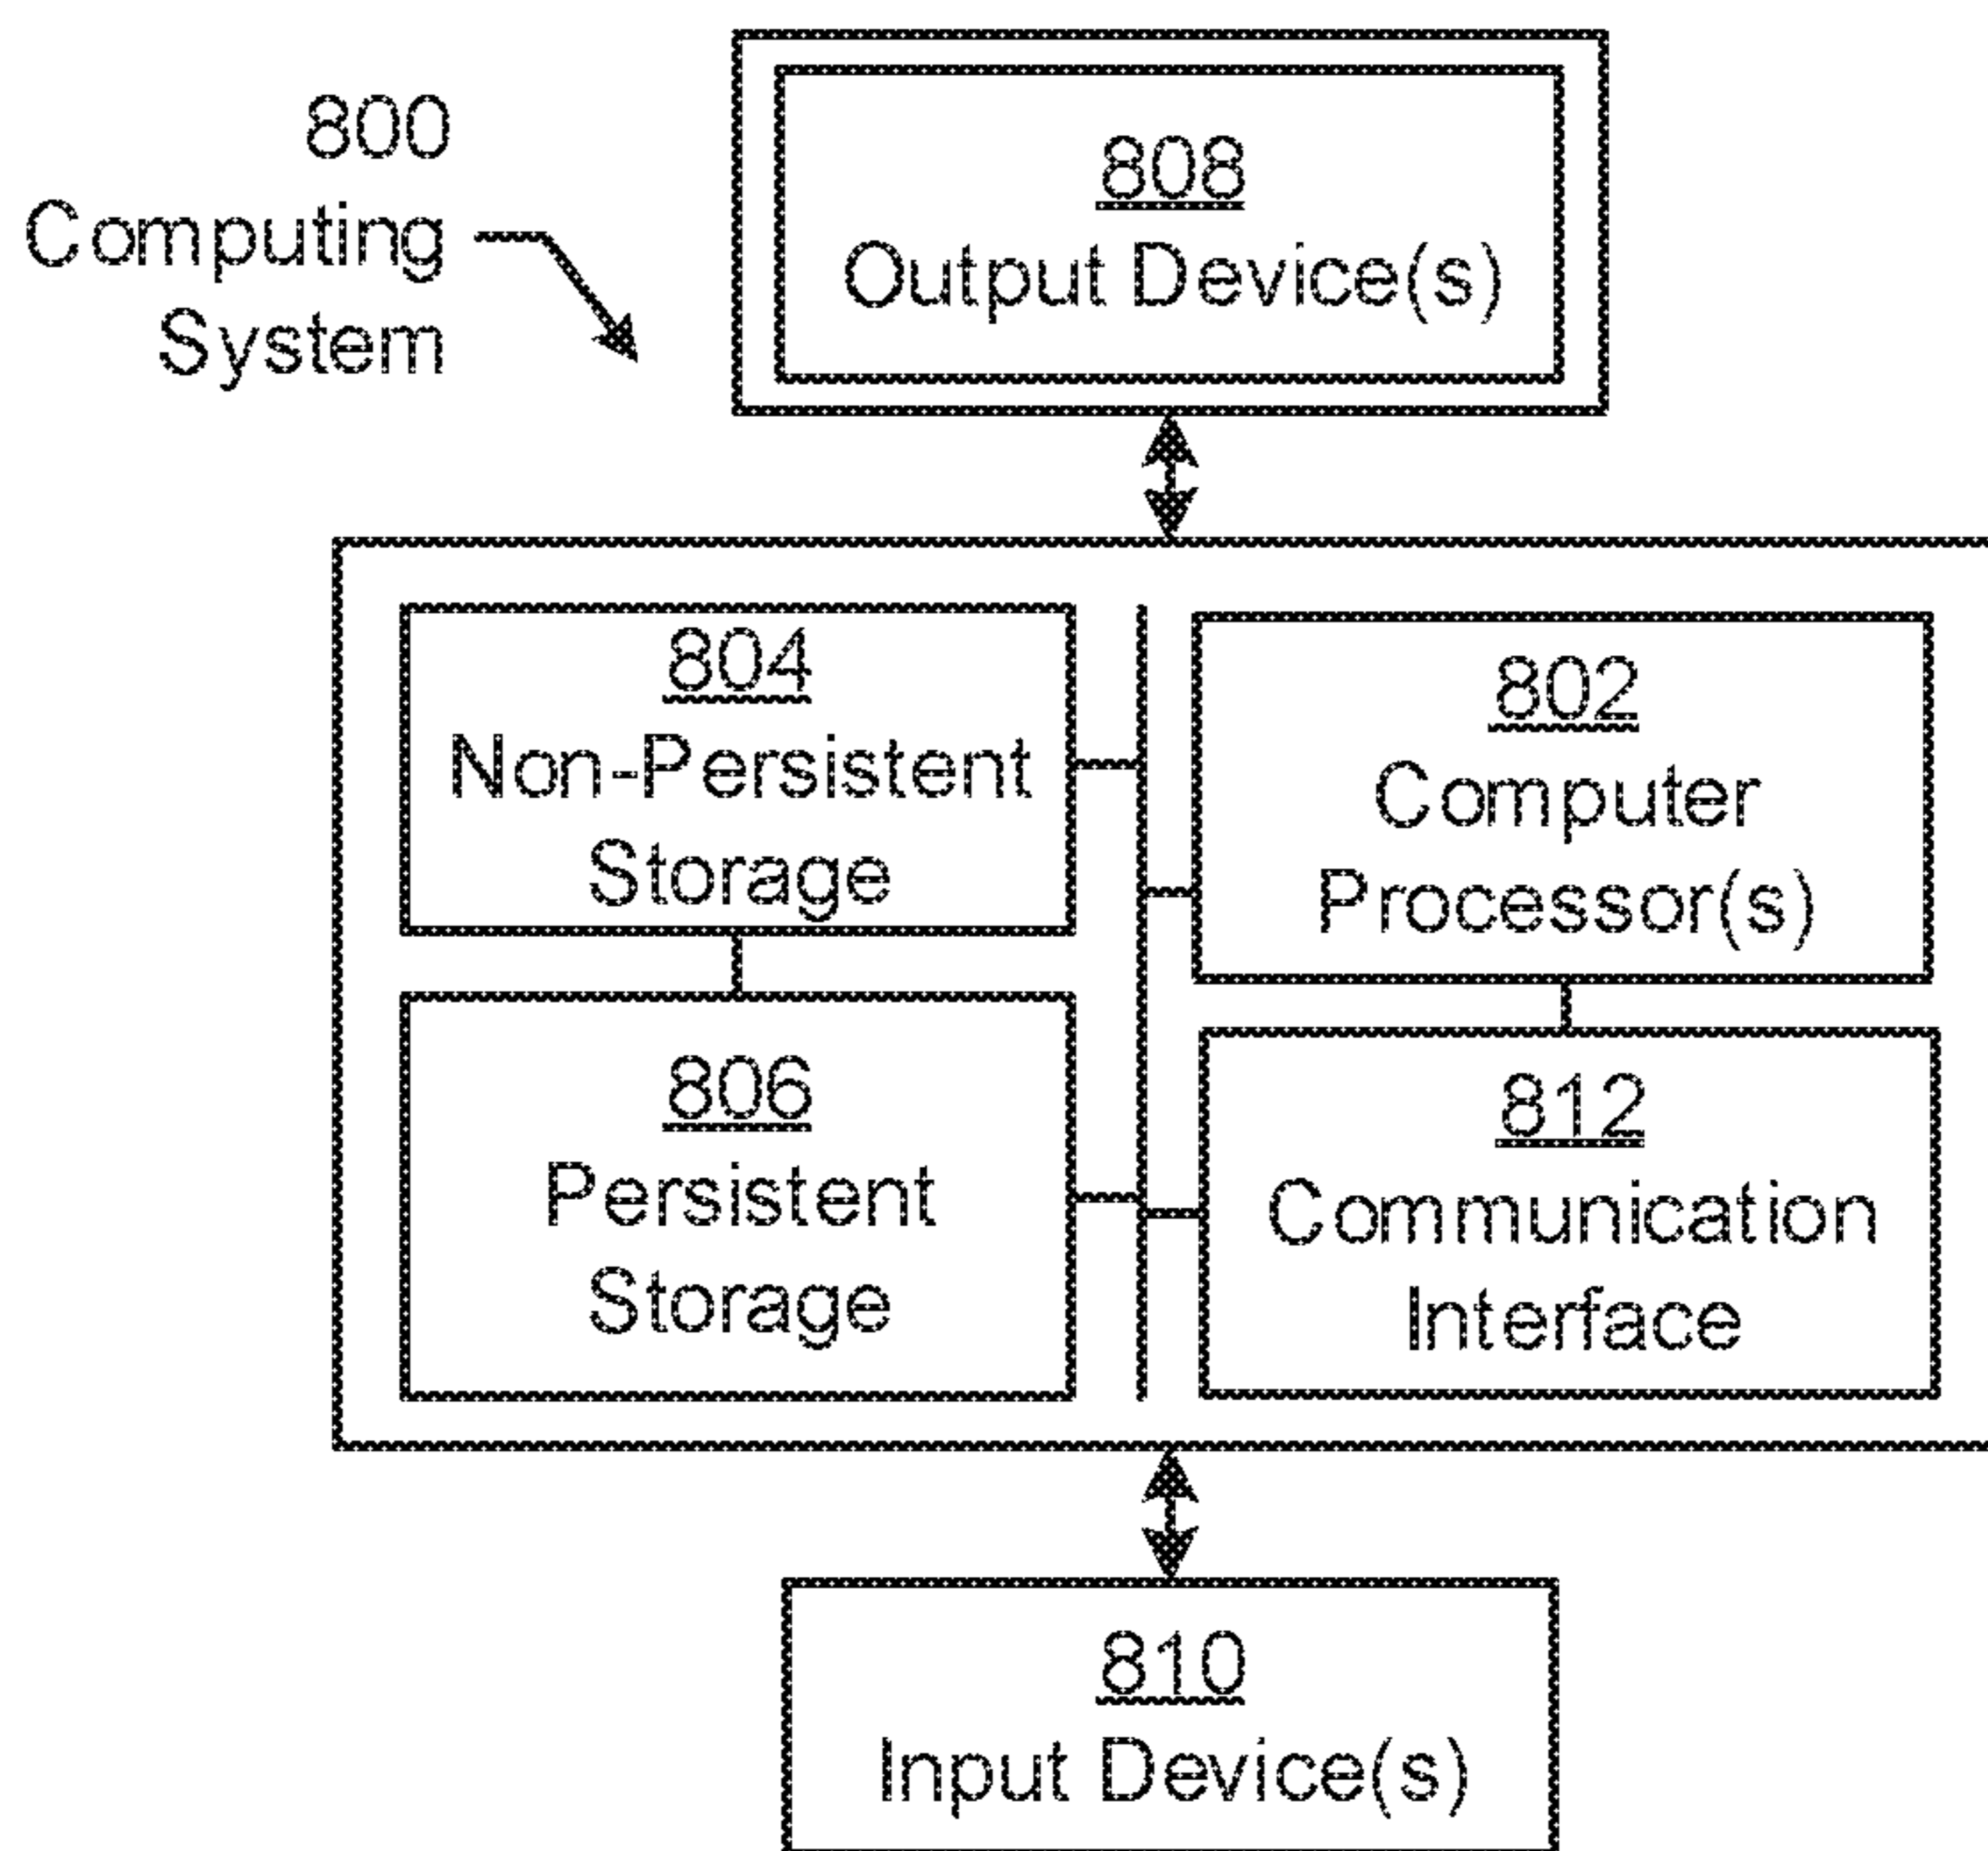 800
Computing
System
808
Output Device(s)
804
Non-Persistent
Storage
802
Computer
Processor(s)
806
Persistent
Storage
812
Communication
Interface
810
Input Device(s)